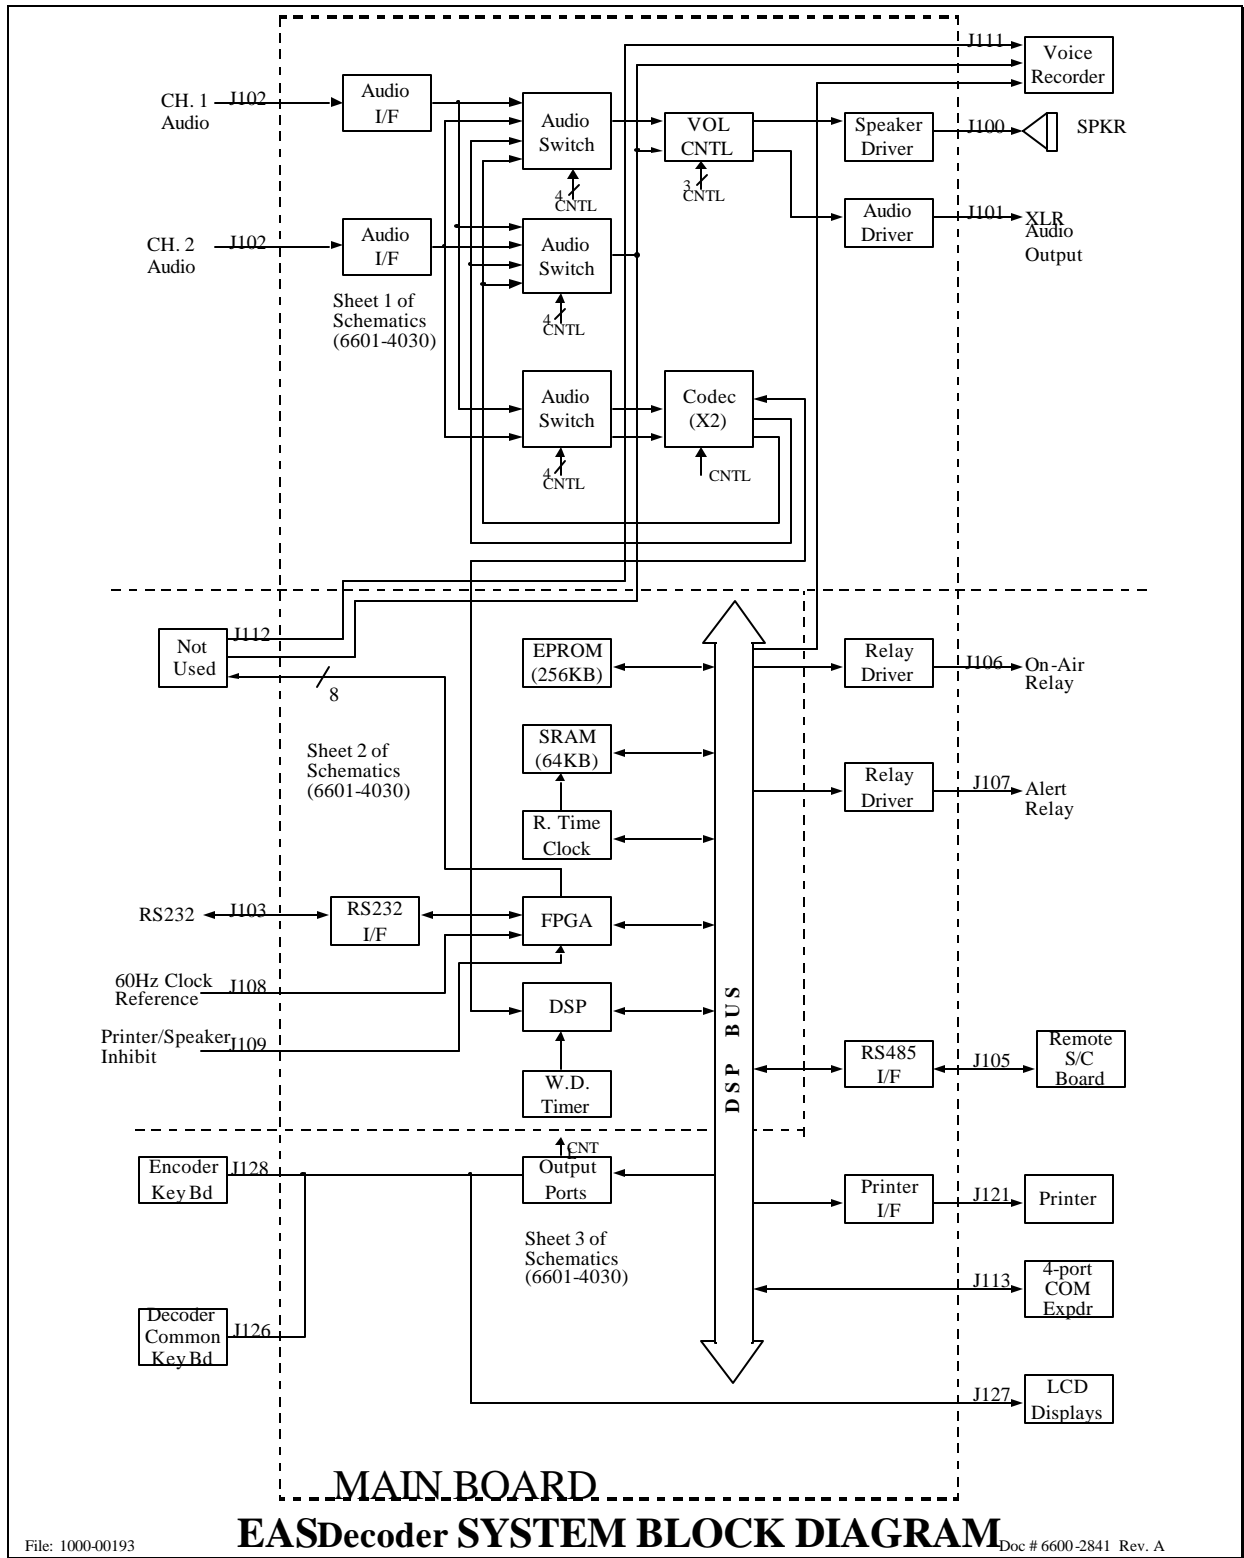 J111
Voice
Recorder
CH. 1
Audio
J102
Audio
I/F
Audio
Switch
4
CNTL
VOL
CNTL
3
CNTL
Speaker
Driver
J100
SPKR
Audio
Driver
J101
XLR
Audio
Output
CH. 2
Audio
J102
Audio
I/F
Audio
Switch
4
CNTL
Sheet 1 of
Schematics
(6601-4030)
Audio
Switch
4
CNTL
Codec
(X2)
CNTL
Not
Used
J112
8
EPROM
(256KB)
Relay
Driver
J106
On-Air
Relay
Sheet 2 of
Schematics
(6601-4030)
SRAM
(64KB)
Relay
Driver
J107
Alert
Relay
R. Time
Clock
RS232
J103
RS232
I/F
FPGA
60Hz Clock
Reference
J108
DSP
Printer/Speaker
Inhibit
J109
W.D.
Timer
DSP BUS
RS485
I/F
J105
Remote
S/C
Board
Encoder
Key Bd
J128
CNT
L
Output
Ports
Printer
I/F
J121
Printer
Sheet 3 of
Schematics
(6601-4030)
J113
4-port
COM
Expdr
Decoder
Common
Key Bd
J126
J127
LCD
Displays
MAIN BOARD
EASDecoder SYSTEM BLOCK DIAGRAM
File: 1000-00193
Doc # 6600-2841 Rev. A